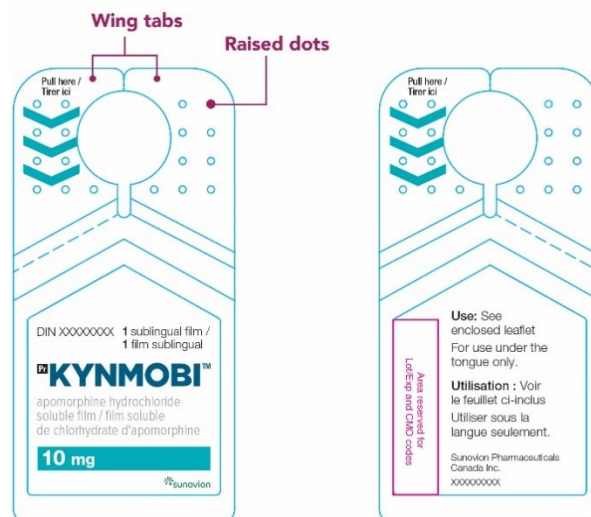 Wing tabs
Raised dots
Pull here /
Tirer ici
DIN XXXXXXXX 1 sublingual film /
1 film sublingual
Pr KYNMOBI™
apomorphine hydrochloride
soluble film / film soluble
de chlorhydrate d'apomorphine
10 mg
sunovion
Pull here /
Tirer ici
Area reserved for
Lot/Exp and CMO codes
Use: See
enclosed leaflet
For use under the
tongue only.
Utilisation : Voir
le feuillet ci-inclus
Utiliser sous la
langue seulement.
Sunovion Pharmaceuticals
Canada Inc.
XXXXXXXXX